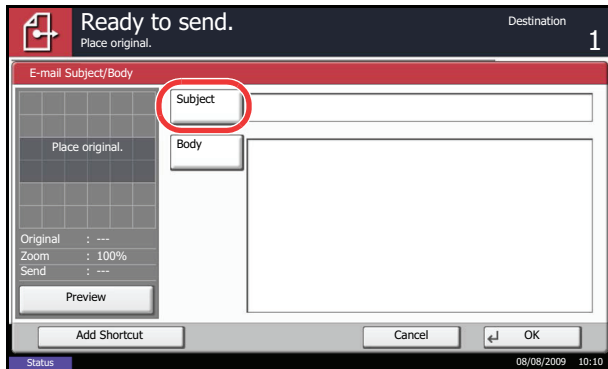 Ready to send.
Destination
Place original.
1
E-mail Subject/Body
Subject
Place original.
Body
Original : ---
Zoom : 100%
Send : ---
Preview
Add Shortcut
Cancel
OK
Status
08/08/2009 10:10